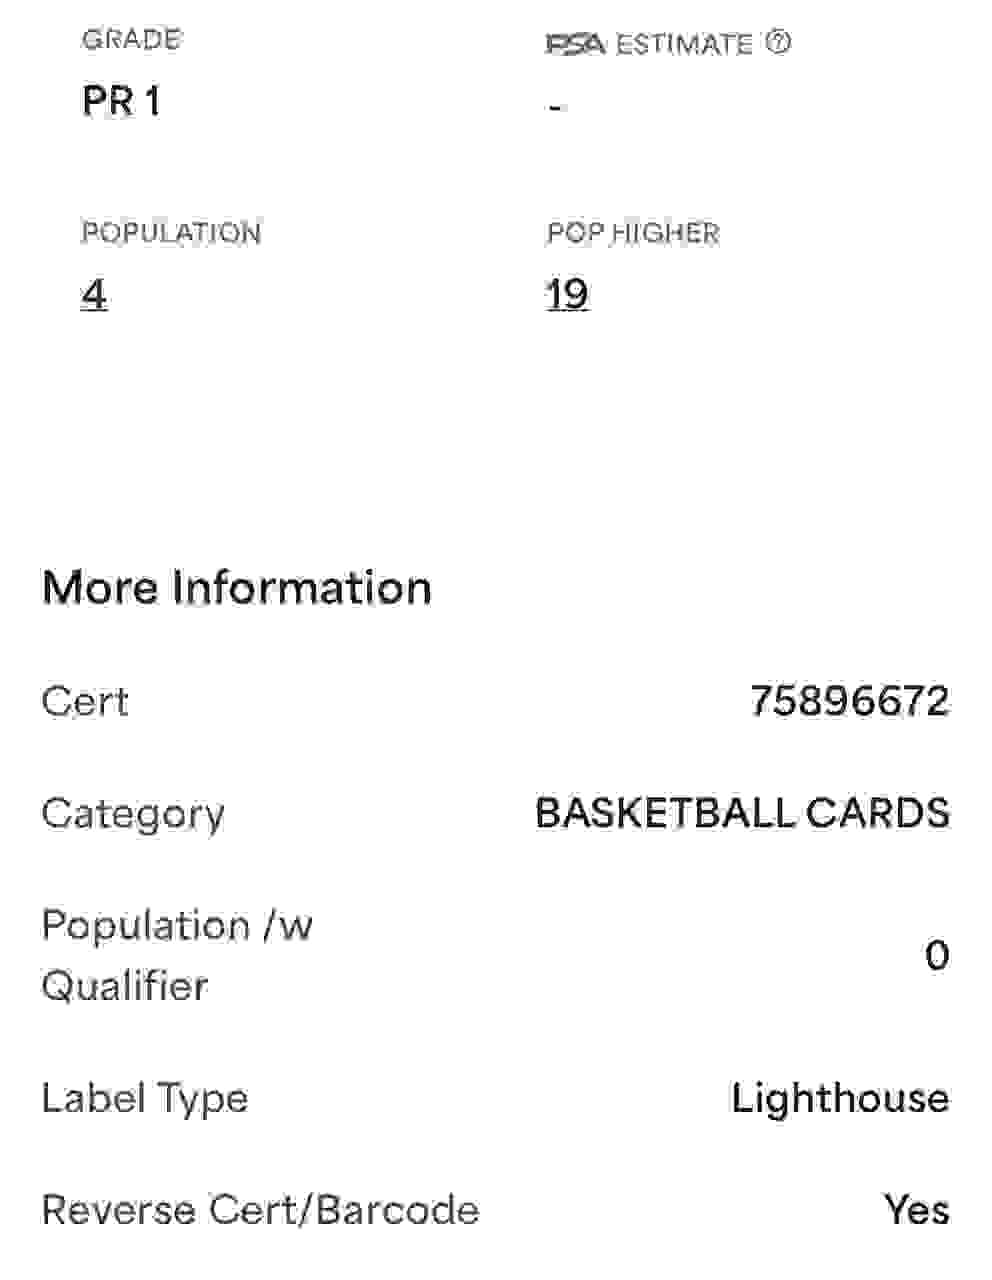 GRADE
PSA ESTIMATE ?
PR 1
-
POPULATION
POP HIGHER
4
19
More Information
Cert
75896672
Category
BASKETBALL CARDS
Population /w
Qualifier
0
Label Type
Lighthouse
Reverse Cert/Barcode
Yes